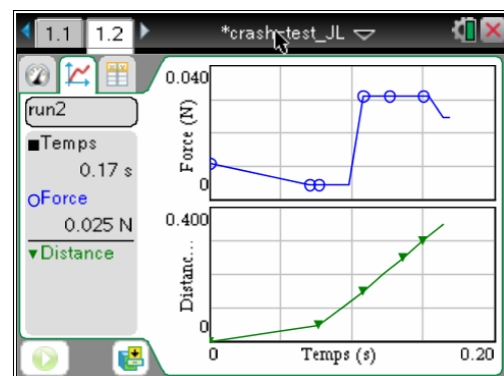 1.1 1.2 *crash-test_JL
run2
Temps
0.17 s
Force
0.025 N
Distance
0.040
Force (N)
0
0.400
Distanc...
0
0 Temps (s) 0.20